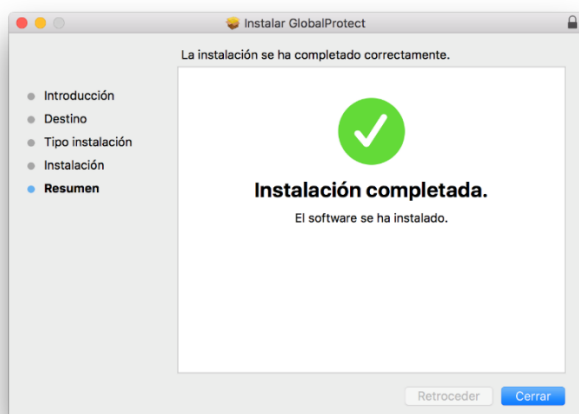 Instalar GlobalProtect
La instalación se ha completado correctamente.
Introducción
Destino
Tipo instalación
Instalación
Resumen
Instalación completada.
El software se ha instalado.
Retroceder
Cerrar